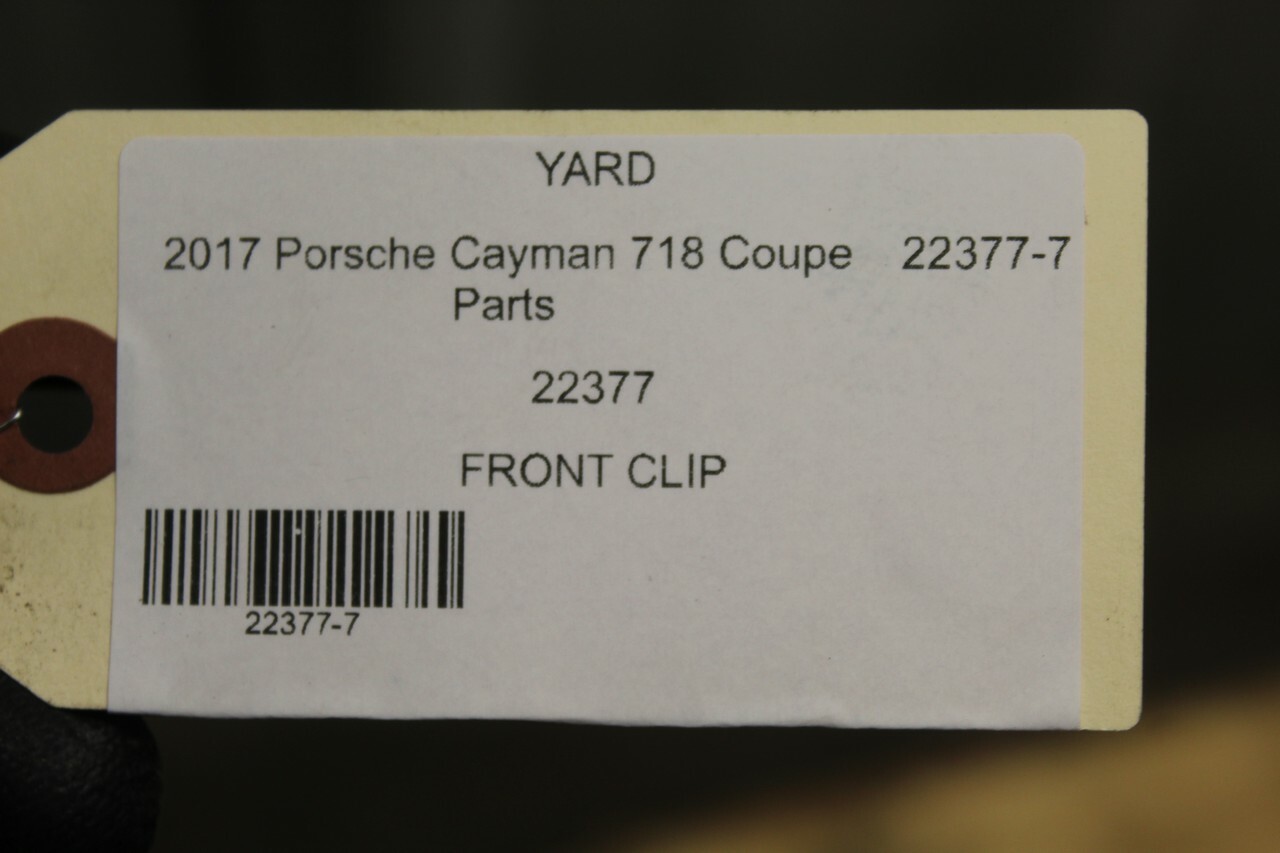 YARD
2017 Porsche Cayman 718 Coupe 22377-7
Parts
22377
FRONT CLIP
22377-7